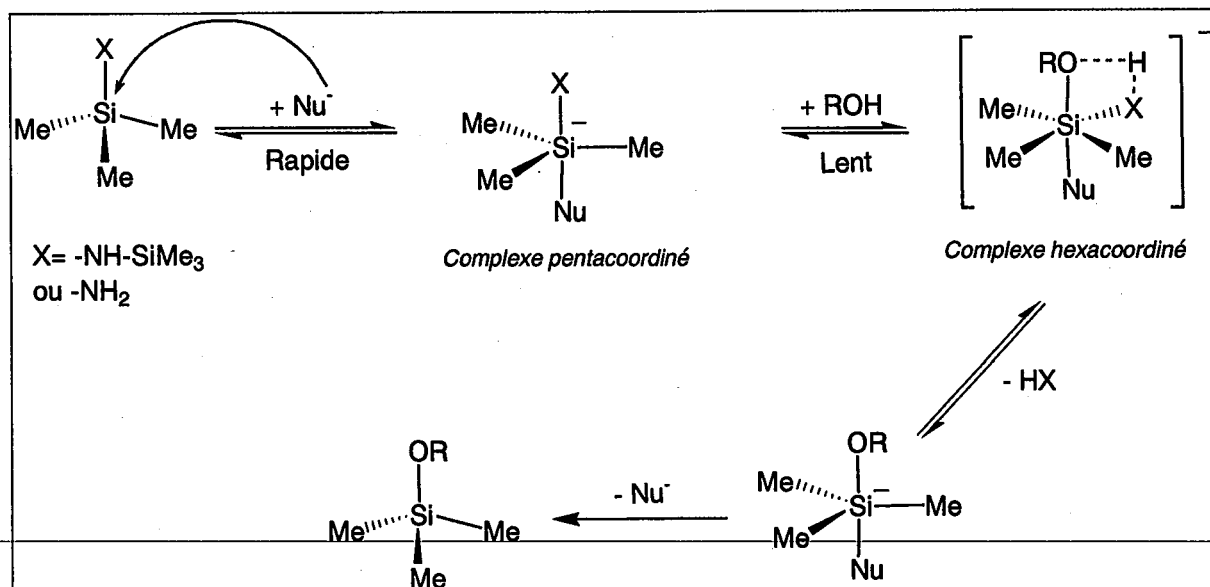 X
Si
Me
Me
Me
+ Nu⁻
Rapide
X
Me
Si
−
Me
Me
Nu
+ ROH
Lent
RO
H
Me
X
Si
Me
Me
Nu
−
X= -NH-SiMe₃
ou -NH₂
Complexe pentacoordiné
Complexe hexacoordiné
- HX
OR
Me
Si
−
Me
Me
Nu
- Nu⁻
OR
Si
Me
Me
Me